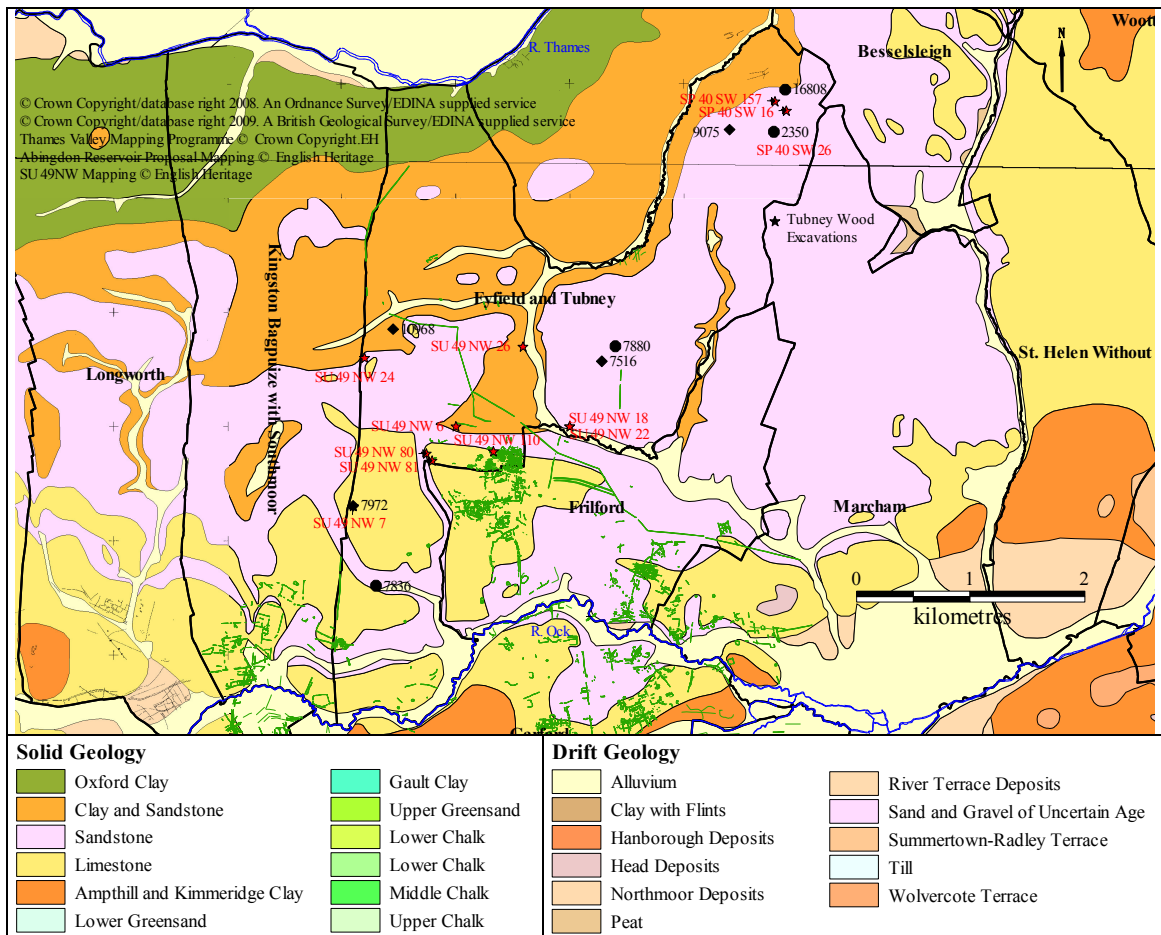 Woott
Besselsleigh
N
R. Thames
© Crown Copyright/database right 2008. An Ordnance Survey/EDINA supplied service
© Crown Copyright/database right 2009. A British Geological Survey/EDINA supplied service
Thames Valley Mapping Programme © Crown Copyright.EH
Abingdon Reservoir Proposal Mapping © English Heritage
SU 49NW Mapping © English Heritage
16808
SP 40 SW 157
SP 40 SW 16
9075
2350
SP 40 SW 26
Tubney Wood
Excavations
Kingston Bagpuize with Southmoor
Fyfield and Tubney
10968
SU 49 NW 26
7880
7516
St. Helen Without
Longworth
SU 49 NW 24
SU 49 NW 6
SU 49 NW 18
SU 49 NW 22
SU 49 NW 110
SU 49 NW 80
SU 49 NW 81
7972
SU 49 NW 7
Frilford
Marcham
7836
0 1 2
kilometres
R. Ock
Solid Geology
Oxford Clay
Clay and Sandstone
Sandstone
Limestone
Ampthill and Kimmeridge Clay
Lower Greensand
Gault Clay
Upper Greensand
Lower Chalk
Lower Chalk
Middle Chalk
Upper Chalk
Drift Geology
Alluvium
Clay with Flints
Hanborough Deposits
Head Deposits
Northmoor Deposits
Peat
River Terrace Deposits
Sand and Gravel of Uncertain Age
Summertown-Radley Terrace
Till
Wolvercote Terrace